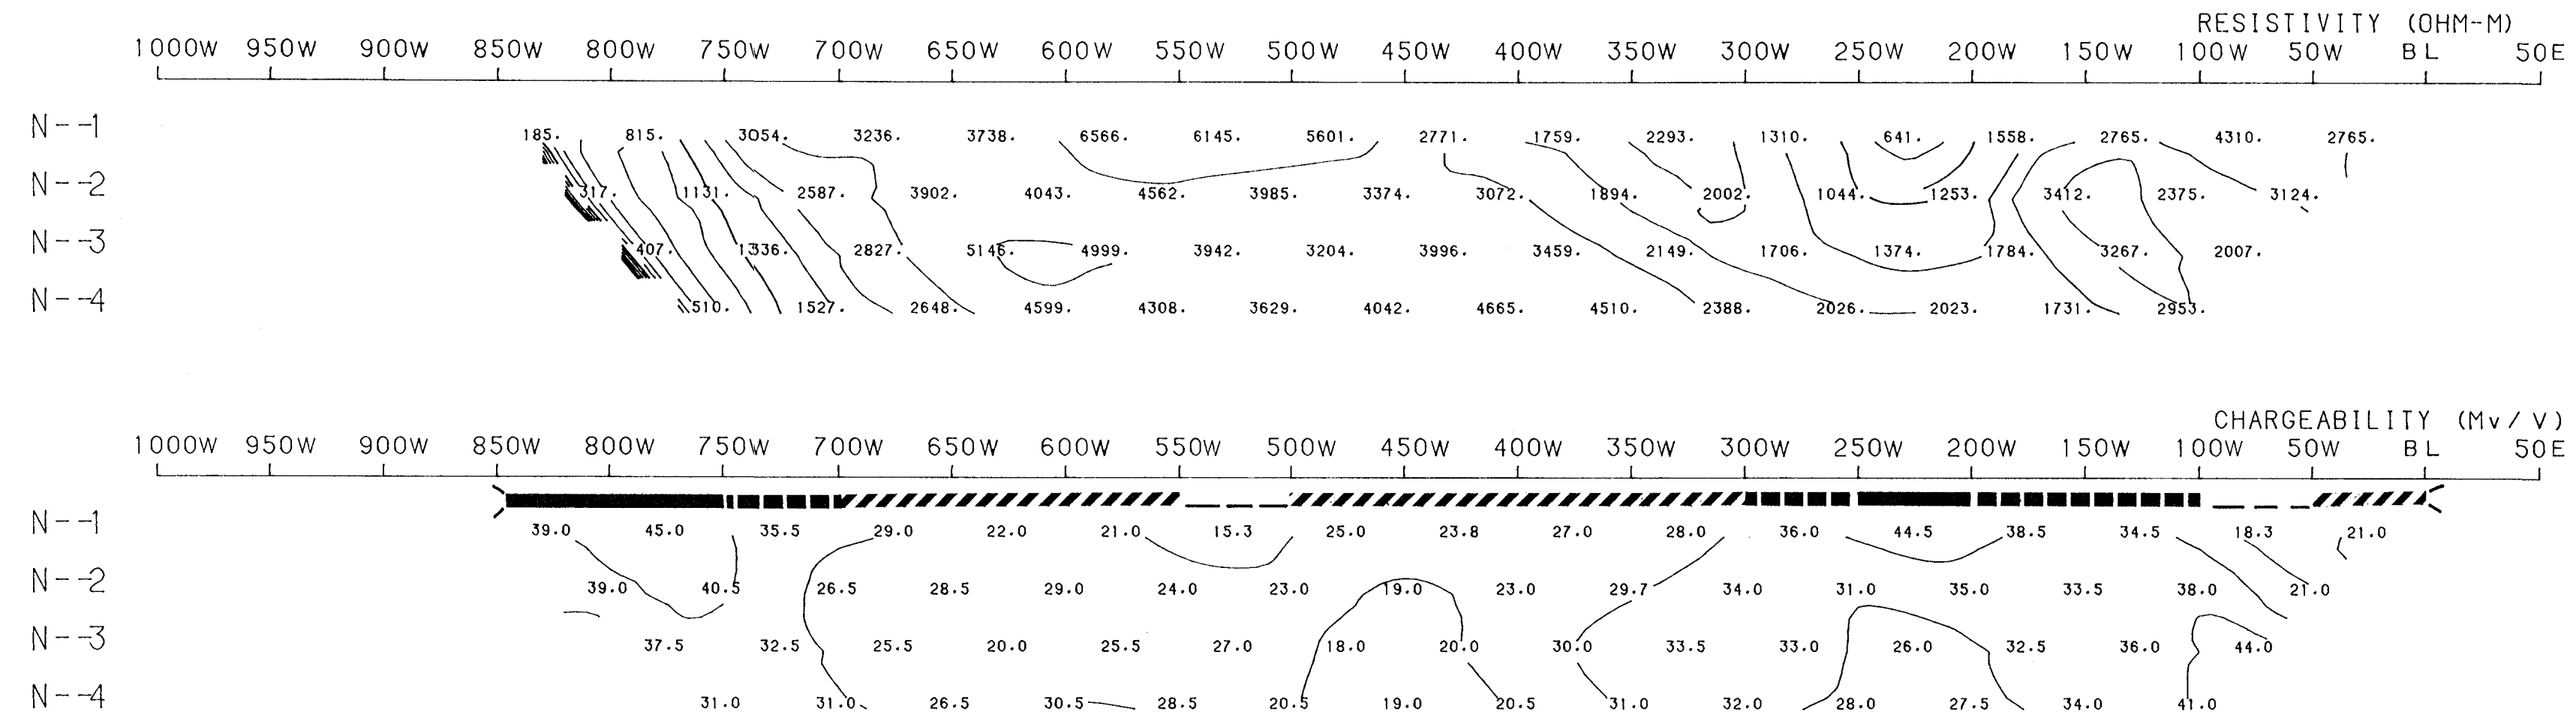 RESISTIVITY (OHM-M)
1000W 950W 900W 850W 800W 750W 700W 650W 600W 550W 500W 450W 400W 350W 300W 250W 200W 150W 100W 50W BL 50E
N--1 185. 815. 3054. 3236. 3738. 6566. 6145. 5601. 2771. 1759. 2293. 1310. 641. 1558. 2765. 4310. 2765.
N--2 317. 1131. 2587. 3902. 4043. 4562. 3985. 3374. 3072. 1894. 2002. 1044. 1253. 3412. 2375. 3124.
N--3 407. 1336. 2827. 5146. 4999. 3942. 3204. 3996. 3459. 2149. 1706. 1374. 1784. 3267. 2007.
N--4 510. 1527. 2648. 4599. 4308. 3629. 4042. 4665. 4510. 2388. 2026. 2023. 1731. 2953.
CHARGEABILITY (Mv/V)
1000W 950W 900W 850W 800W 750W 700W 650W 600W 550W 500W 450W 400W 350W 300W 250W 200W 150W 100W 50W BL 50E
N--1 39.0 45.0 35.5 29.0 22.0 21.0 15.3 25.0 23.8 27.0 28.0 36.0 44.5 38.5 34.5 18.3 21.0
N--2 39.0 40.5 26.5 28.5 29.0 24.0 23.0 19.0 23.0 29.7 34.0 31.0 35.0 33.5 38.0 21.0
N--3 37.5 32.5 25.5 20.0 25.5 27.0 18.0 20.0 30.0 33.5 33.0 26.0 32.5 36.0 44.0
N--4 31.0 31.0 26.5 30.5 28.5 20.5 19.0 20.5 31.0 32.0 28.0 27.5 34.0 41.0